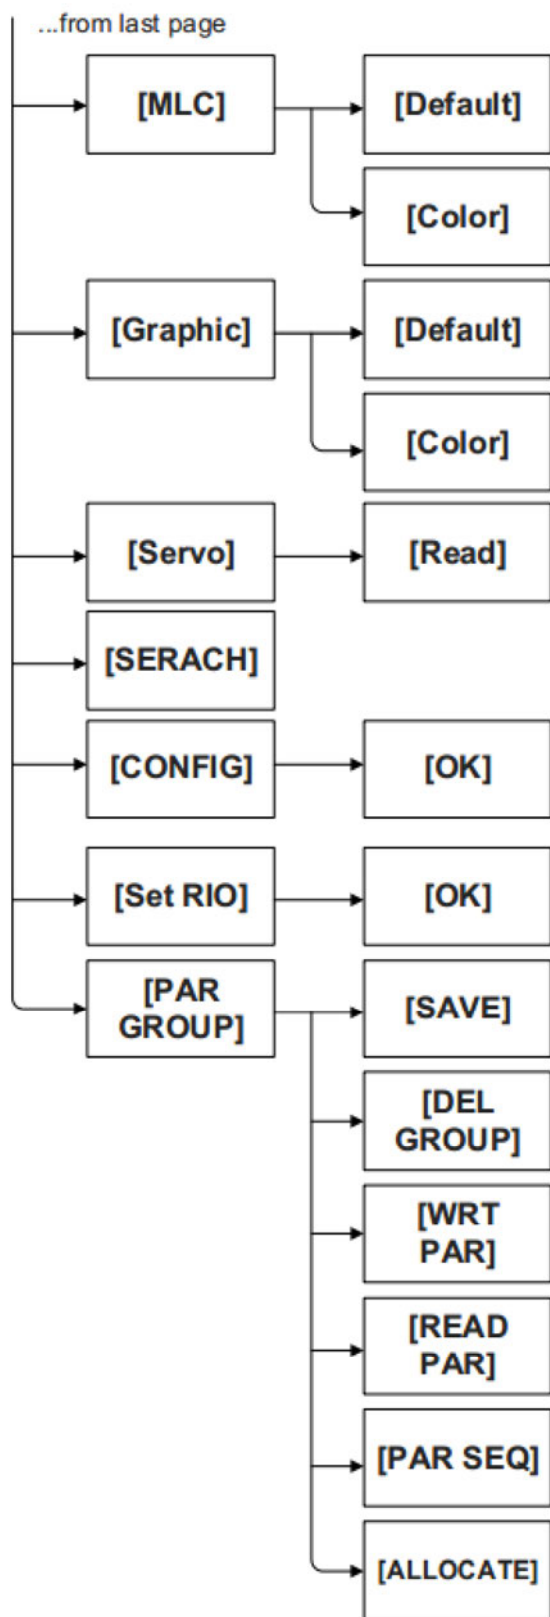 ...from last page
[MLC]
[Default]
[Color]
[Graphic]
[Default]
[Color]
[Servo]
[Read]
[SERACH]
[CONFIG]
[OK]
[Set RIO]
[OK]
[PAR
GROUP]
[SAVE]
[DEL
GROUP]
[WRT
PAR]
[READ
PAR]
[PAR SEQ]
[ALLOCATE]